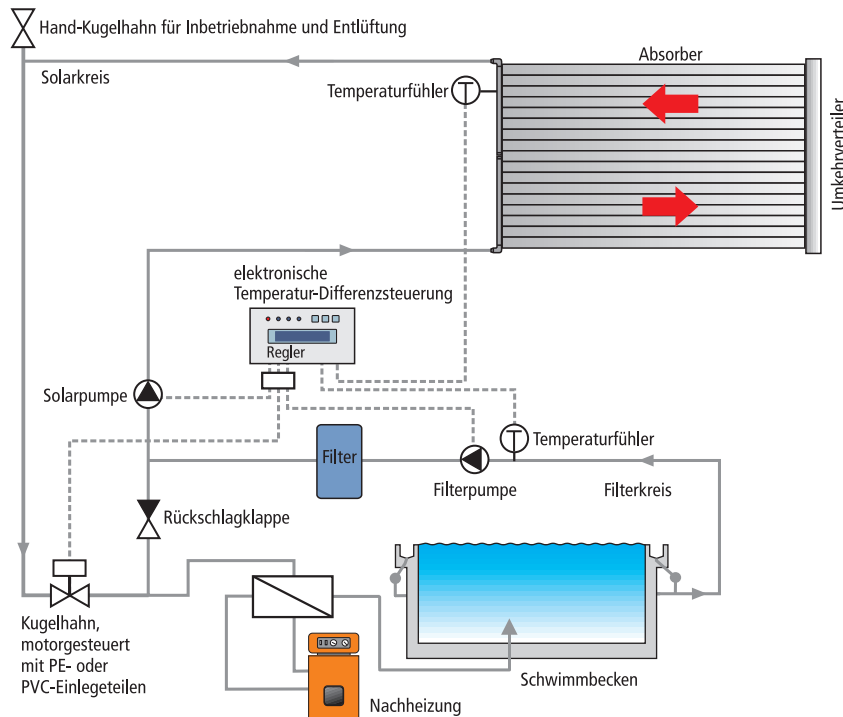 Hand-Kugelhahn für Inbetriebnahme und Entlüftung
Solarkreis
Absorber
Temperaturfühler
Umkehrverteiler
elektronische
Temperatur-Differenzsteuerung
Regler
Solarpumpe
Filter
Temperaturfühler
Filterpumpe
Filterkreis
Rückschlagklappe
Kugelhahn,
motorgesteuert
mit PE- oder
PVC-Einlegeteilen
Nachheizung
Schwimmbecken